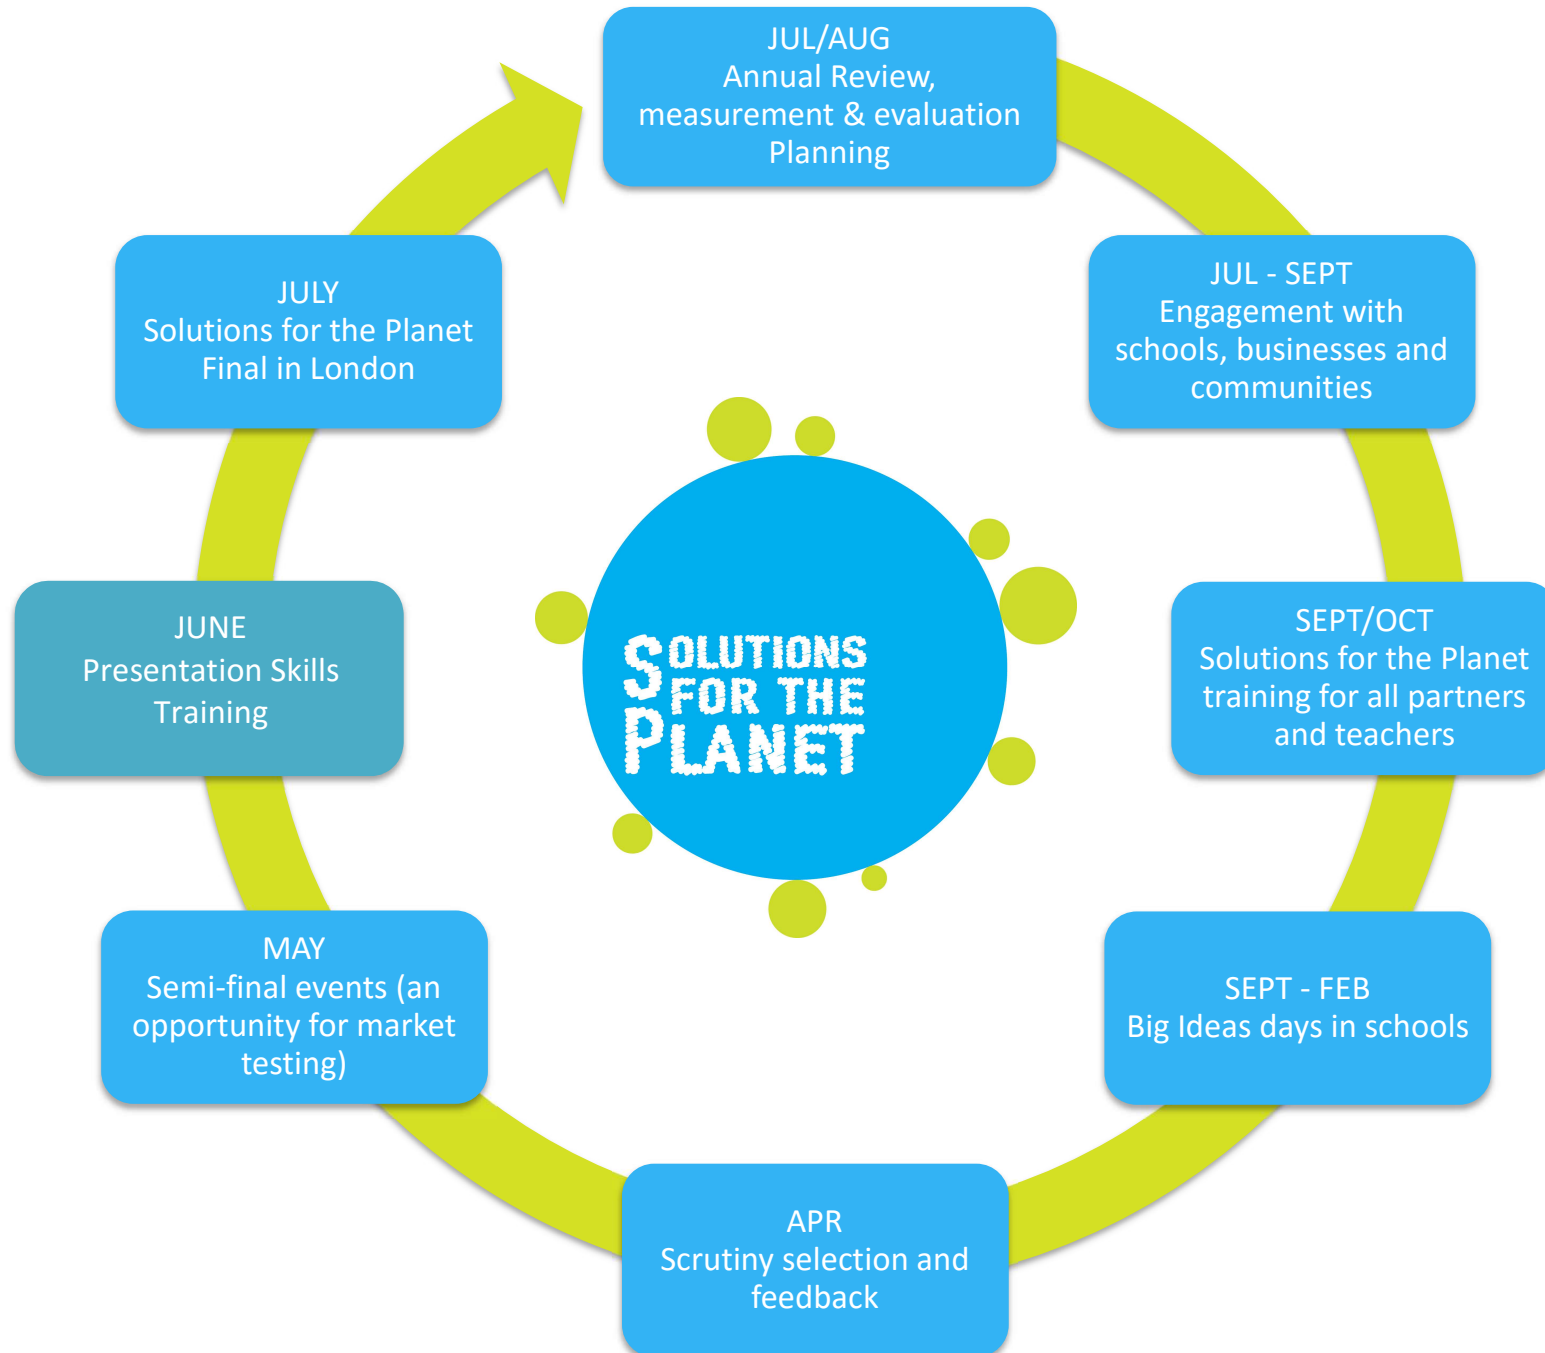 JUL/AUG
Annual Review,
measurement & evaluation
Planning
JUL - SEPT
Engagement with
schools, businesses and
communities
SEPT/OCT
Solutions for the Planet
training for all partners
and teachers
SEPT - FEB
Big Ideas days in schools
APR
Scrutiny selection and
feedback
MAY
Semi-final events (an
opportunity for market
testing)
JUNE
Presentation Skills
Training
JULY
Solutions for the Planet
Final in London
SOLUTIONS
FOR THE
PLANET